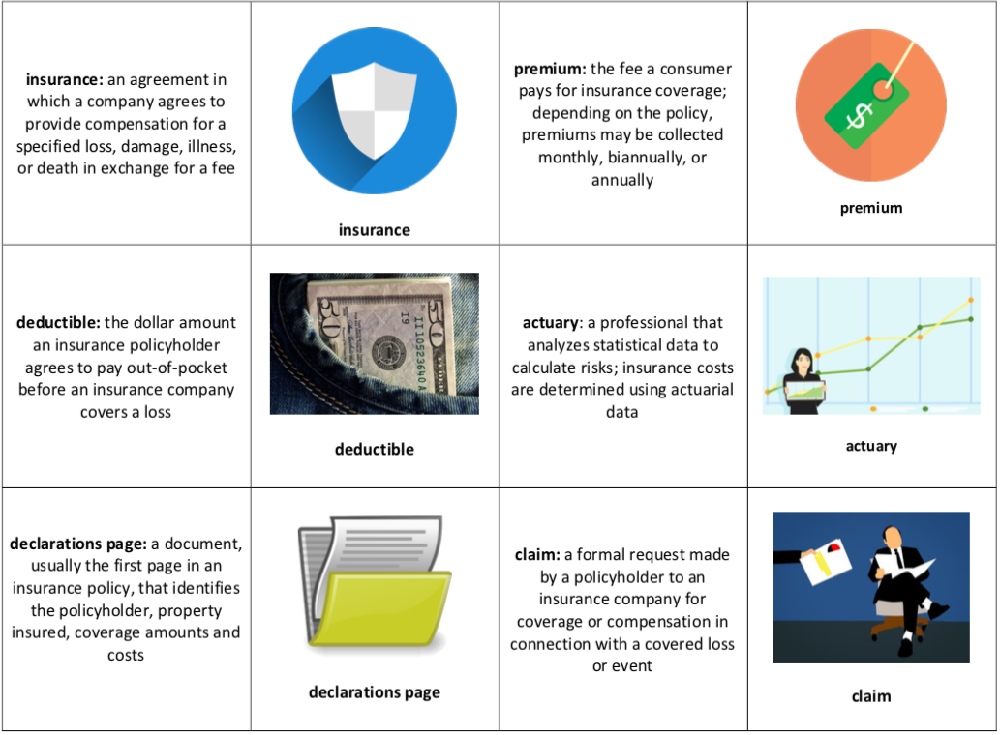 insurance: an agreement in
which a company agrees to
provide compensation for a
specified loss, damage, illness,
or death in exchange for a fee
insurance
premium: the fee a consumer
pays for insurance coverage;
depending on the policy,
premiums may be collected
monthly, biannually, or
annually
$
premium
deductible: the dollar amount
an insurance policyholder
agrees to pay out-of-pocket
before an insurance company
covers a loss
50
50
I9
deductible
actuary: a professional that
analyzes statistical data to
calculate risks; insurance costs
are determined using actuarial
data
actuary
declarations page: a document,
usually the first page in an
insurance policy, that identifies
the policyholder, property
insured, coverage amounts and
costs
declarations page
claim: a formal request made
by a policyholder to an
insurance company for
coverage or compensation in
connection with a covered loss
or event
claim